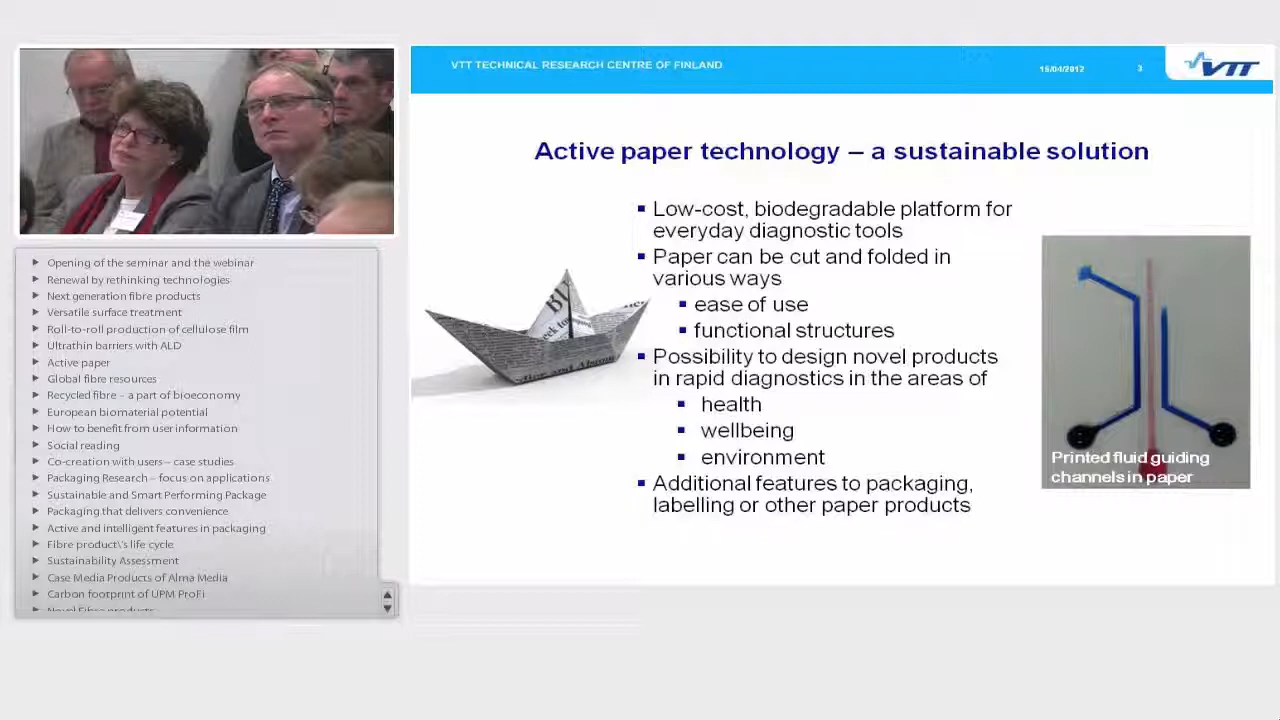 VTT TECHNICAL RESEARCH CENTRE OF FINLAND
16/04/2012
3
VTT
Active paper technology – a sustainable solution
Low-cost, biodegradable platform for
everyday diagnostic tools
Paper can be cut and folded in
various ways
ease of use
functional structures
Possibility to design novel products
in rapid diagnostics in the areas of
health
wellbeing
environment
Additional features to packaging,
labelling or other paper products
Printed fluid guiding
channels in paper
Opening of the seminar and the webinar
Renewal by rethinking technologies
Next generation fibre products
Versatile surface treatment
Roll-to-roll production of cellulose film
Ultrathin barriers with ALD
Active paper
Global fibre resources
Recycled fibre – a part of bioeconomy
European biomaterial potential
How to benefit from user information
Social reading
Co-creation with users – case studies
Packaging Research – focus on applications
Sustainable and Smart Performing Package
Packaging that delivers convenience
Active and intelligent features in packaging
Fibre product\'s life cycle
Sustainability Assessment
Case Media Products of Alma Media
Carbon footprint of UPM ProFi
Novel Fibre products